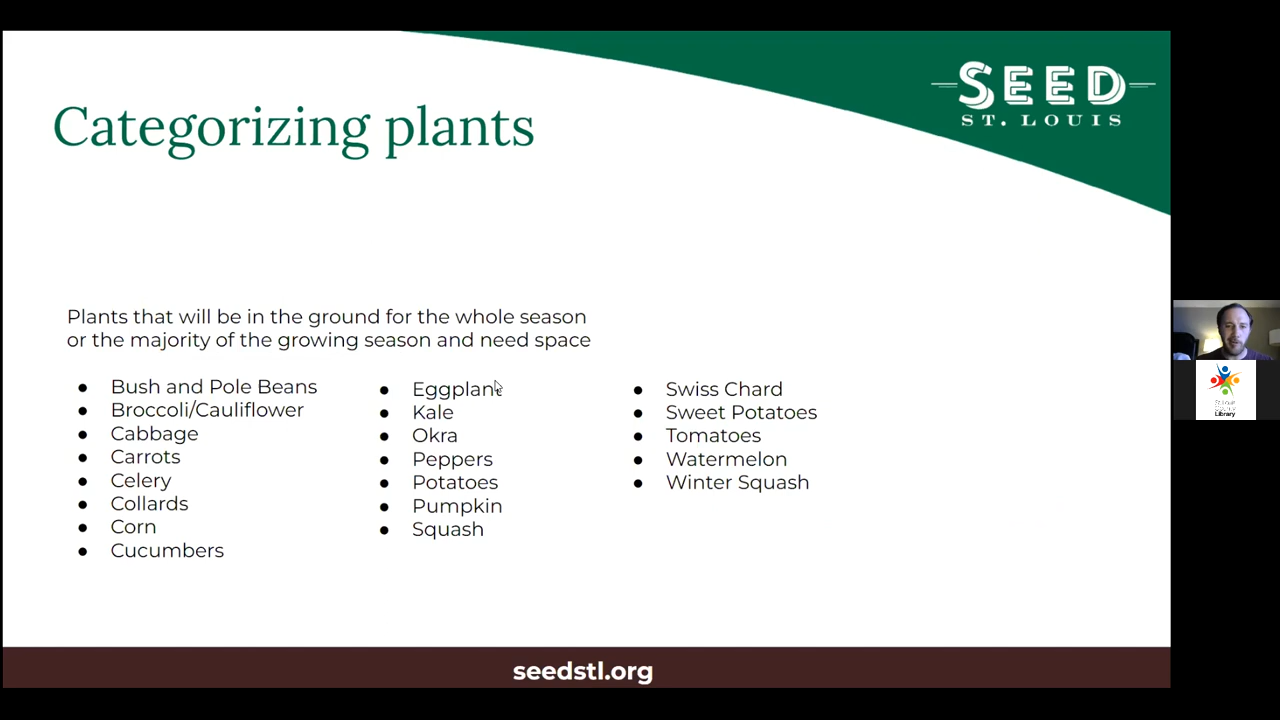 Categorizing plants
SEED
ST. LOUIS
Plants that will be in the ground for the whole season
or the majority of the growing season and need space
Bush and Pole Beans
Broccoli/Cauliflower
Cabbage
Carrots
Celery
Collards
Corn
Cucumbers
Eggplant
Kale
Okra
Peppers
Potatoes
Pumpkin
Squash
Swiss Chard
Sweet Potatoes
Tomatoes
Watermelon
Winter Squash
seedstl.org
Library